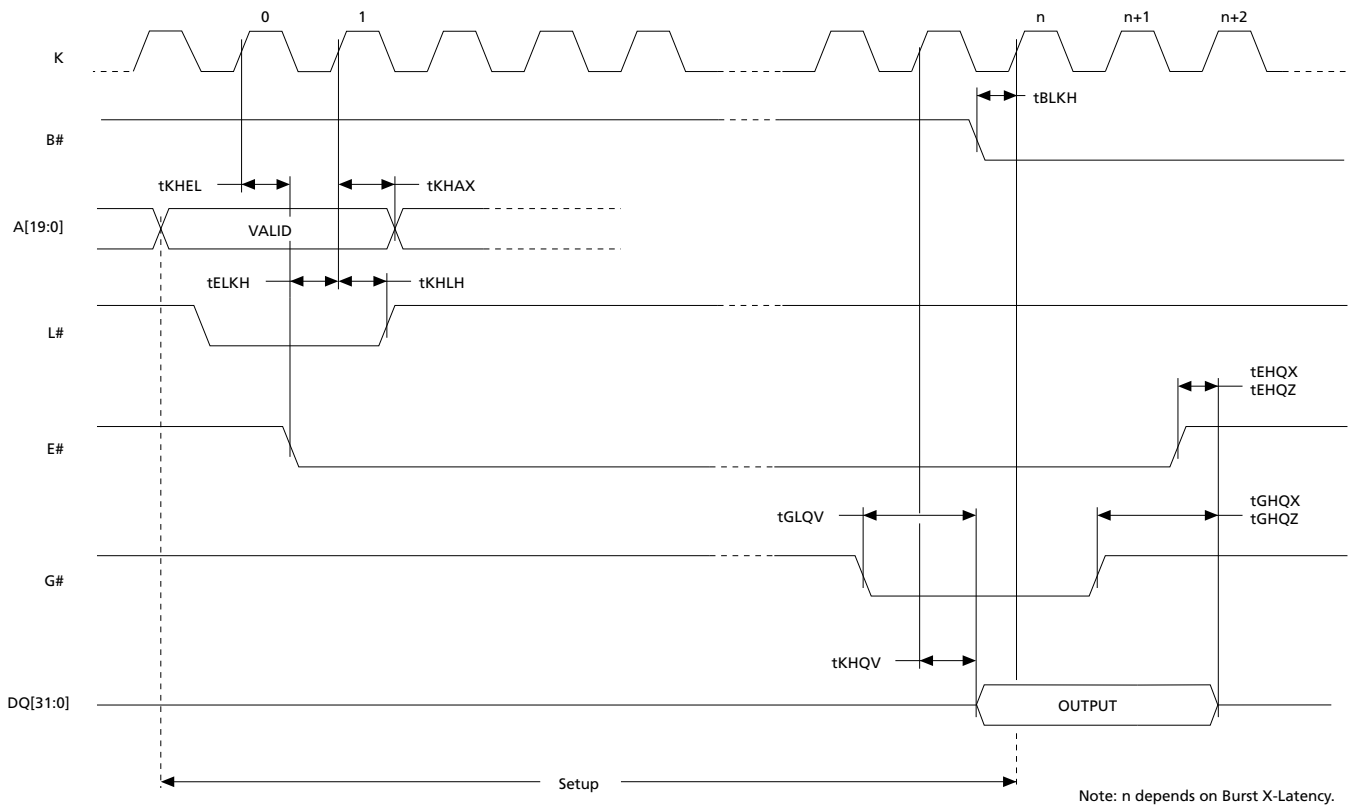 0 1 n n+1 n+2
K
tBLKH
B#
tKHEL tKHAX
A[19:0] VALID
tELKH tKHLH
L#
tEHQX
tEHQZ
E#
tGHQX
tGLQV tGHQZ
G#
tKHQV
DQ[31:0] OUTPUT
Setup
Note: n depends on Burst X-Latency.